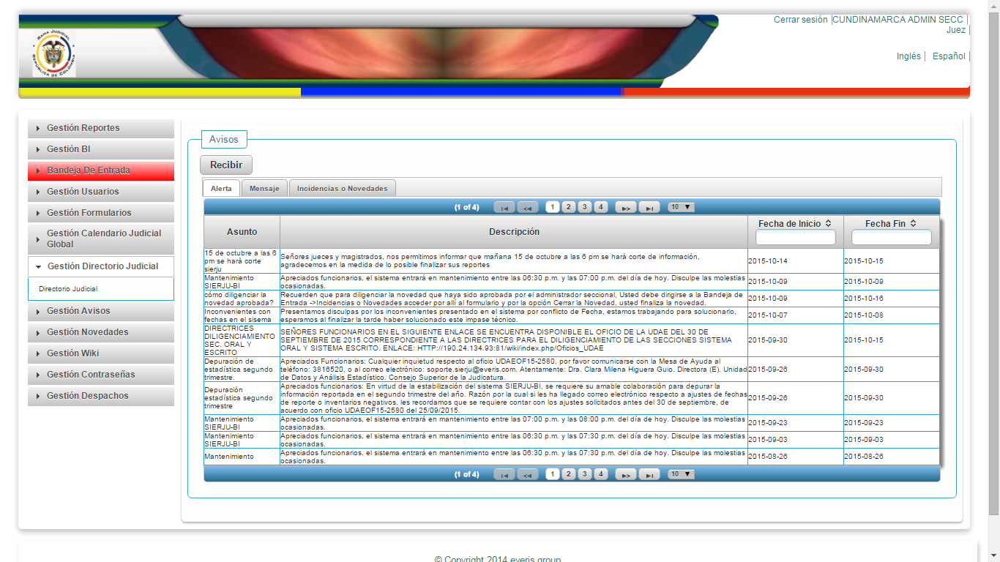 Cerrar sesión
CUNDINAMARCA ADMIN SECC
Juez
Inglés
Español
RAMA JUDICIAL
REPÚBLICA DE COLOMBIA
Gestión Reportes
Gestión BI
Bandeja De Entrada
Gestión Usuarios
Gestión Formularios
Gestión Calendario Judicial
Global
Gestión Directorio Judicial
Directorio Judicial
Gestión Avisos
Gestión Novedades
Gestión Wiki
Gestión Contraseñas
Gestión Despachos
Avisos
Recibir
Alerta
Mensaje
Incidencias o Novedades
(1 of 4) 1 2 3 4 10
Asunto
Descripción
Fecha de Inicio
Fecha Fin
15 de octubre a las 6
pm se harà corte
sierju
Señores jueces y magistrados, nos permitimos informar que mañana 15 de octubre a las 6 pm se harà corte de información,
agradecemos en la medida de lo posible finalizar sus reportes
2015-10-14
2015-10-15
Mantenimiento
SIERJU-BI
Apreciados funcionarios, el sistema entrará en mantenimiento entre las 06:30 p.m. y las 07:00 p.m. del día de hoy. Disculpe las molestias
ocasionadas.
2015-10-09
2015-10-09
cómo diligenciar la
novedad aprobada?
Recuerden que para diligenciar la novedad que haya sido aprobada por el administrador seccional, Usted debe dirigirse a la Bandeja de
Entrada ->Incidencias o Novedades acceder por allí al formulario y por la opción Cerrar la Novedad, usted finaliza la novedad.
2015-10-09
2015-10-16
Inconvenientes con
fechas en el sisema
Presentamos disculpas por los inconvenientes presentado en el sistema por conflicto de Fecha, estamos trabajando para solucionarlo,
esperamos al finalizar la tarde haber solucionado este impase técnico.
2015-10-07
2015-10-08
DIRECTRICES
DILIGENCIAMIENTO
SEC. ORAL Y
ESCRITO
SEÑORES FUNCIONARIOS EN EL SIGUIENTE ENLACE SE ENCUENTRA DISPONIBLE EL OFICIO DE LA UDAE DEL 30 DE
SEPTIEMBRE DE 2015 CORRESPONDIENTE A LAS DIRECTRICES PARA EL DILIGENCIAMIENTO DE LAS SECCIONES SISTEMA
ORAL Y SISTEMA ESCRITO. ENLACE: HTTP://190.24.134.93:81/wiki/index.php/Oficios_UDAE
2015-09-30
2015-10-15
Depuración de
estadística segundo
trimestre.
Apreciados Funcionarios: Cualquier inquietud respecto al oficio UDAEOF15-2580, por favor comunicarse con la Mesa de Ayuda al
teléfono: 3816520, o al correo electrónico: soporte.sierju@everis.com. Atentamente: Dra. Clara Milena Higuera Guio. Directora (E). Unidad
de Datos y Análisis Estadístico. Consejo Superior de la Judicatura.
2015-09-26
2015-09-30
Depuración
estadística segundo
trimestre
Apreciados funcionarios: En virtud de la estabilización del sistema SIERJU-BI, se requiere su amable colaboración para depurar la
información reportada en el segundo trimestre del año. Razón por la cual si les ha llegado correo electrónico respecto a ajustes de fechas
de reporte o inventarios negativos, les recordamos que se requiere contar con los ajustes solicitados antes del 30 de septiembre, de
acuerdo con oficio UDAEOF15-2580 del 25/09/2015.
2015-09-26
2015-09-30
Mantenimiento
SIERJU-BI
Apreciados funcionarios, el sistema entrará en mantenimiento entre las 07:00 p.m. y las 08:00 p.m. del día de hoy. Disculpe las molestias
ocasionadas.
2015-09-23
2015-09-23
Mantenimiento
SIERJU-BI
Apreciados funcionarios, el sistema entrará en mantenimiento entre las 06:30 p.m. y las 07:30 p.m. del día de hoy. Disculpe las molestias
ocasionadas.
2015-09-03
2015-09-03
Mantenimiento
Apreciados funcionarios, el sistema entrará en mantenimiento entre las 06:30 p.m. y las 07:30 p.m. del día de hoy. Disculpe las molestias
ocasionadas.
2015-08-26
2015-08-26
(1 of 4) 1 2 3 4 10
© Copyright 2014 everis group